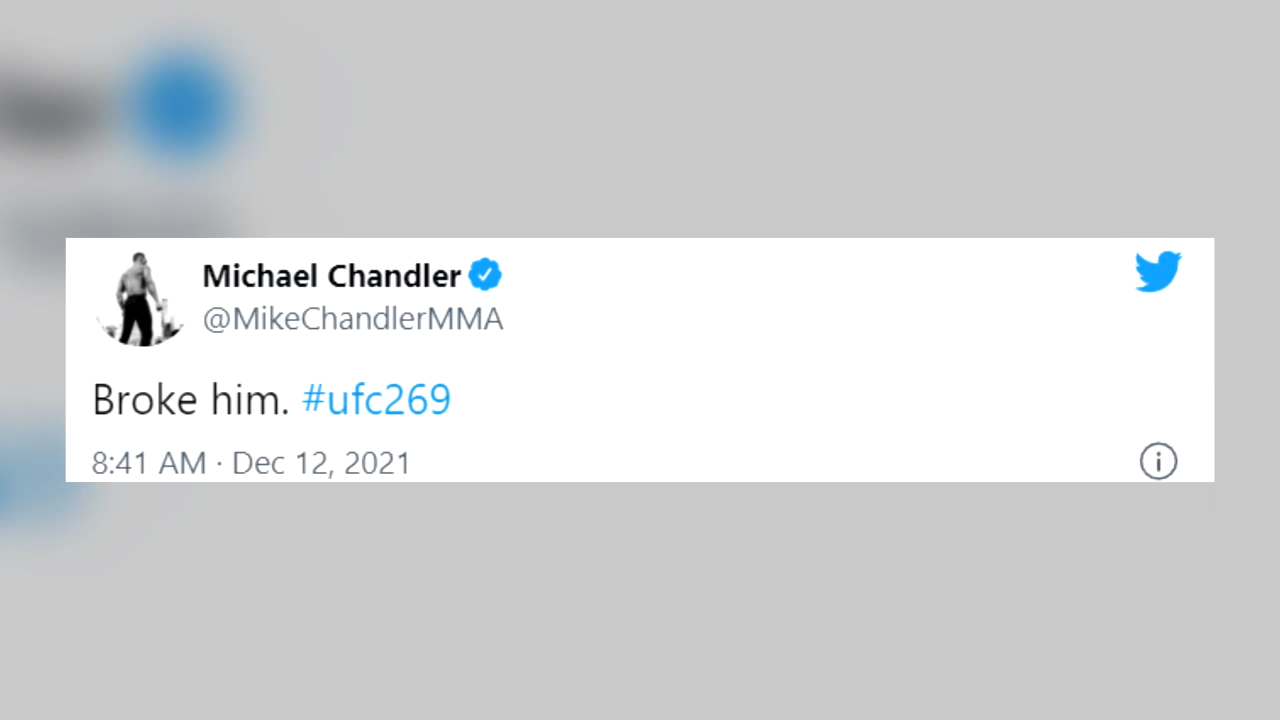 Michael Chandler
@MikeChandlerMMA
Broke him. #ufc269
8:41 AM · Dec 12, 2021